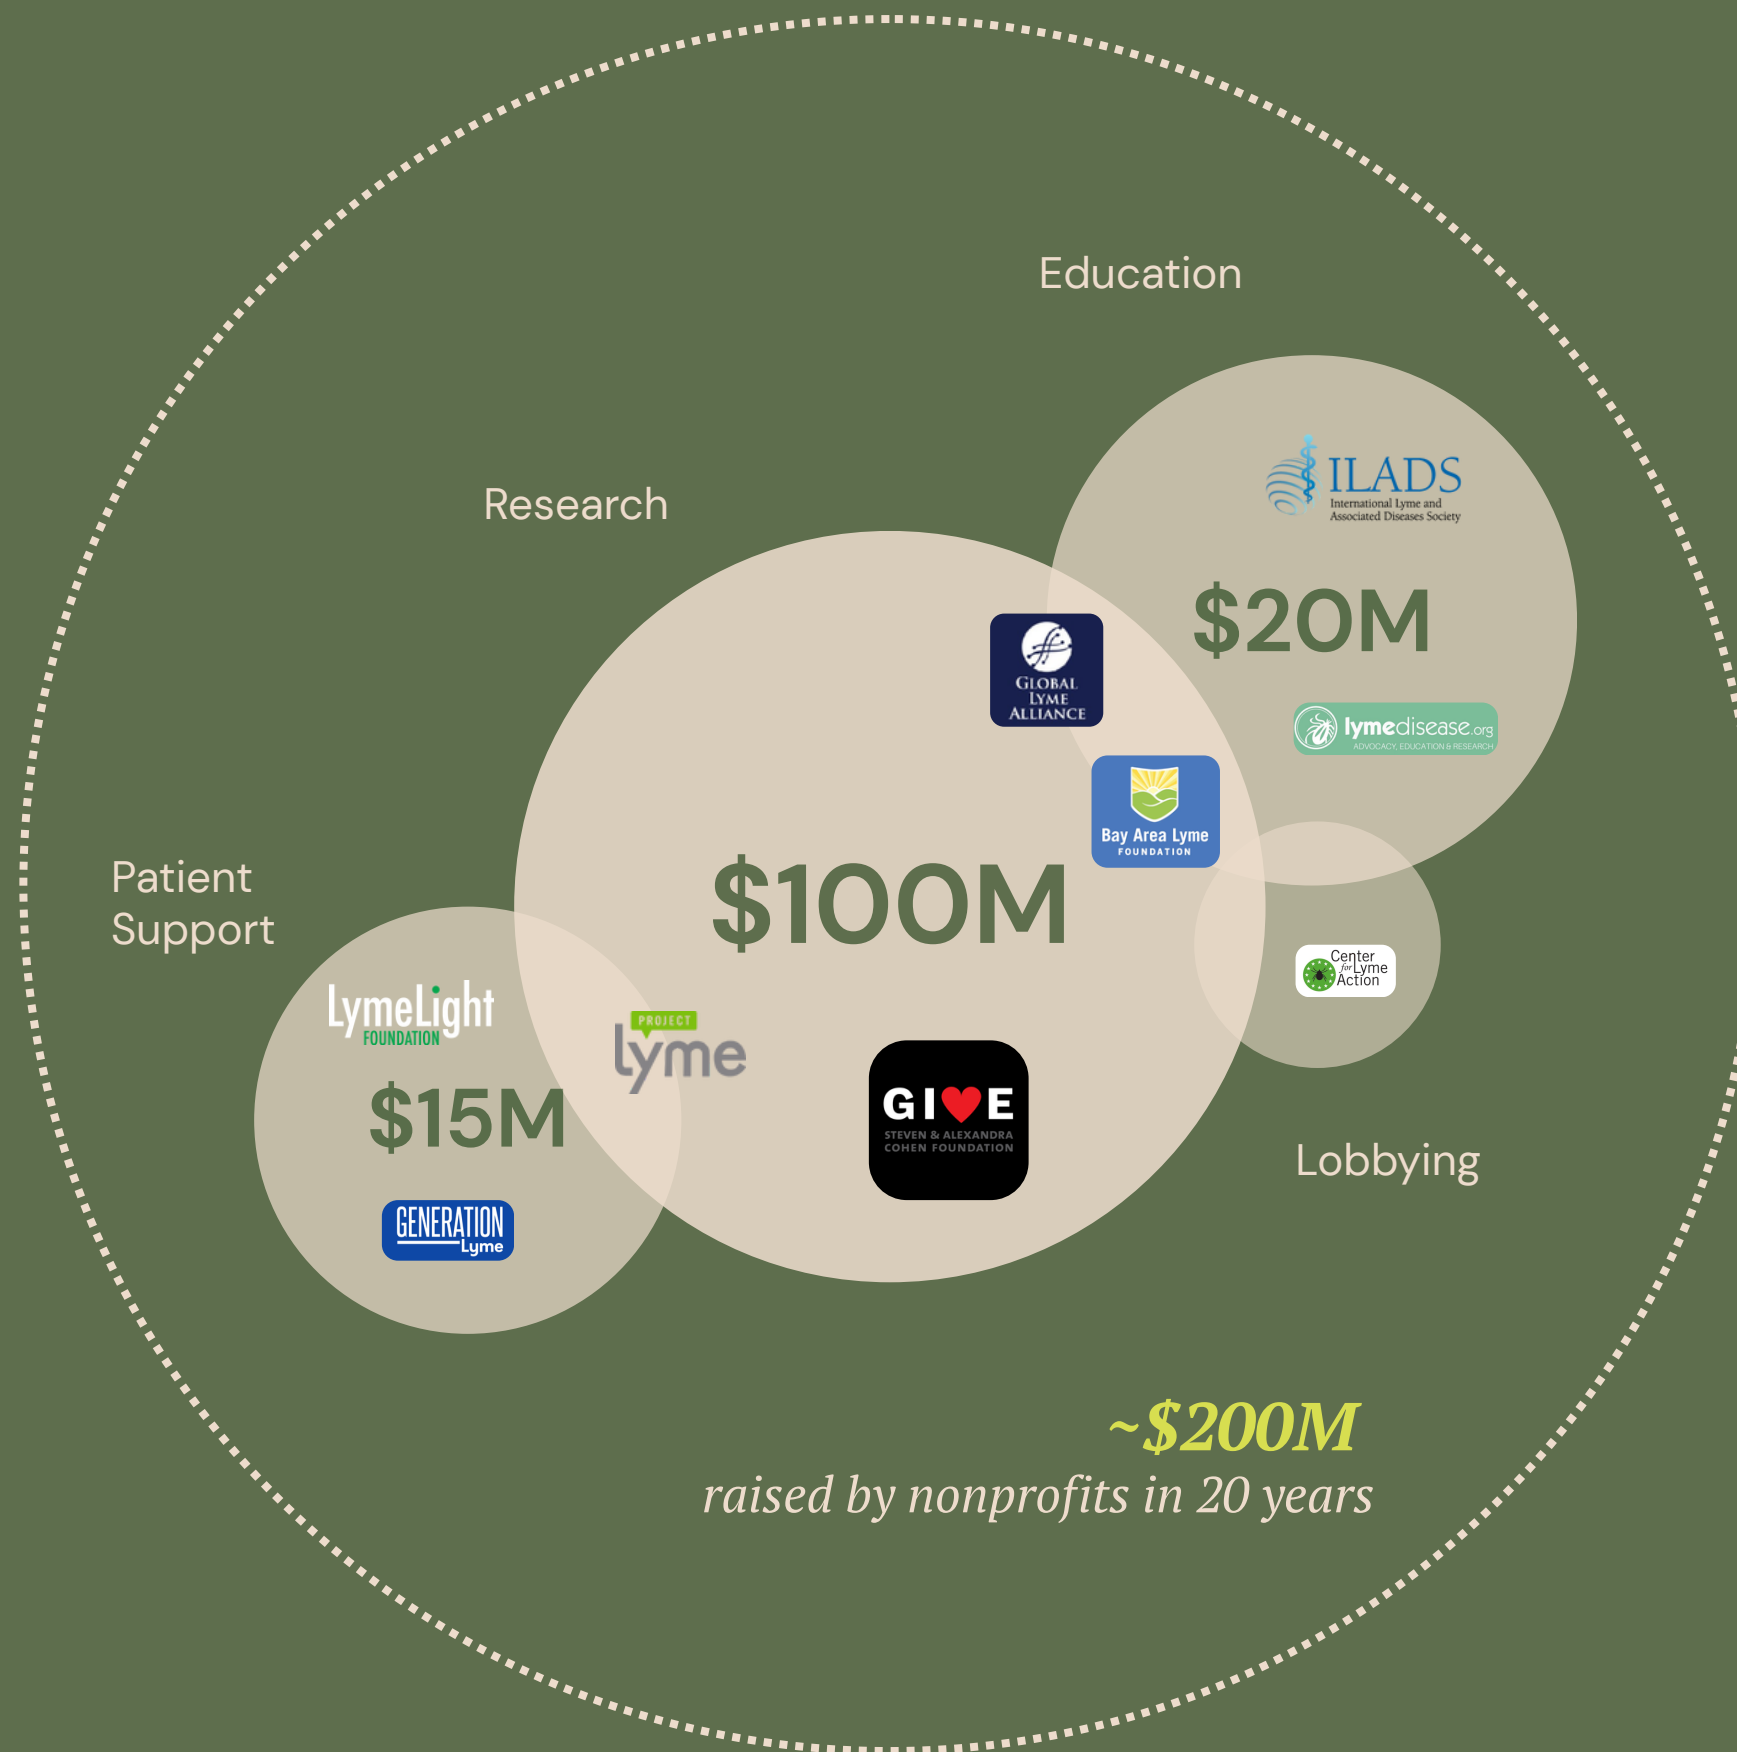 Education
ILADS
International Lyme and
Associated Diseases Society
Research
$20M
GLOBAL
LYME
ALLIANCE
lymedisease.org
ADVOCACY, EDUCATION & RESEARCH
Bay Area Lyme
FOUNDATION
Patient
Support
$100M
Center
for Lyme
Action
LymeLight
FOUNDATION
PROJECT
lyme
$15M
GIVE
STEVEN & ALEXANDRA
COHEN FOUNDATION
Lobbying
GENERATION
Lyme
~$200M
raised by nonprofits in 20 years